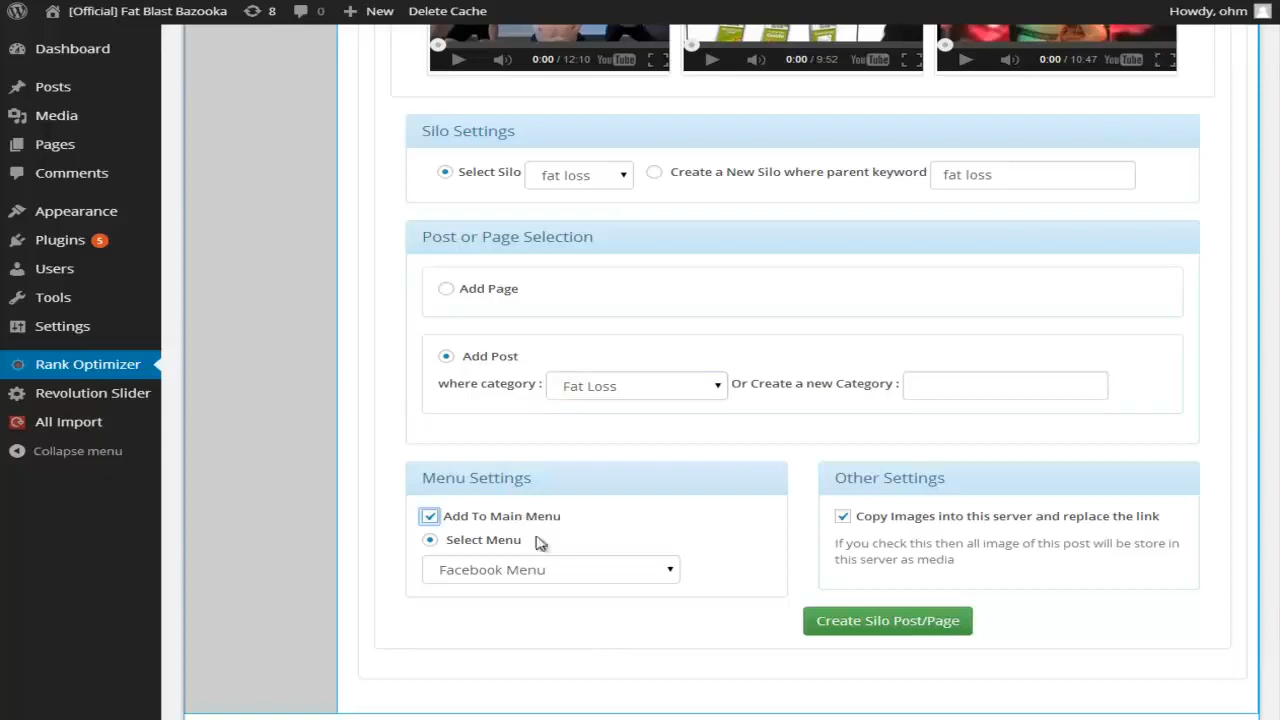 [Official] Fat Blast Bazooka 8 0 New Delete Cache Howdy, ohm
Dashboard
Posts
Media
Pages
Comments
Appearance
Plugins 5
Users
Tools
Settings
Rank Optimizer
Revolution Slider
All Import
Collapse menu
0:00 / 12:10 YouTube 0:00 / 9:52 YouTube 0:00 / 10:47 YouTube
Silo Settings
Select Silo fat loss Create a New Silo where parent keyword fat loss
Post or Page Selection
Add Page
Add Post
where category : Fat Loss Or Create a new Category :
Menu Settings
Add To Main Menu
Select Menu
Facebook Menu
Other Settings
Copy Images into this server and replace the link
If you check this then all image of this post will be store in
this server as media
Create Silo Post/Page